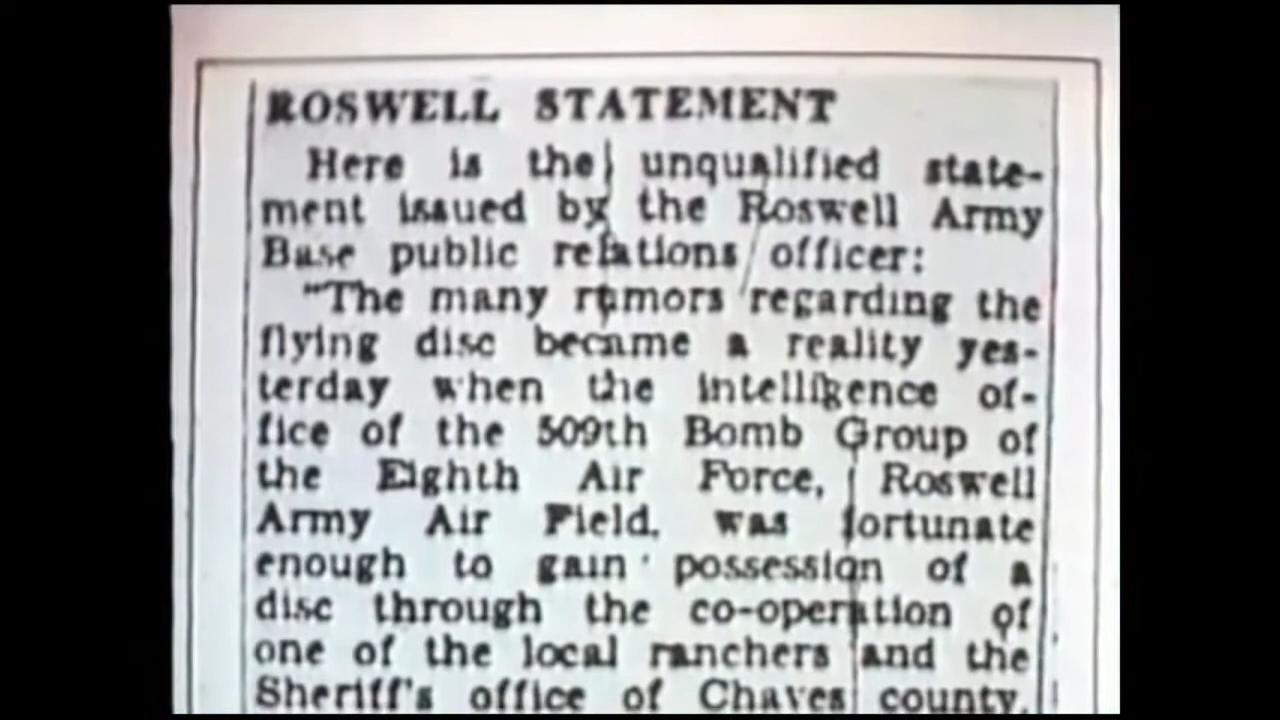 ROSWELL STATEMENT
Here is the unqualified state-
ment issued by the Roswell Army
Base public relations officer:
"The many rumors regarding the
flying disc became a reality yes-
terday when the intelligence of-
fice of the 509th Bomb Group of
the Eighth Air Force, Roswell
Army Air Field, was fortunate
enough to gain possession of a
disc through the co-operation of
one of the local ranchers and the
Sheriff's office of Chaves county.